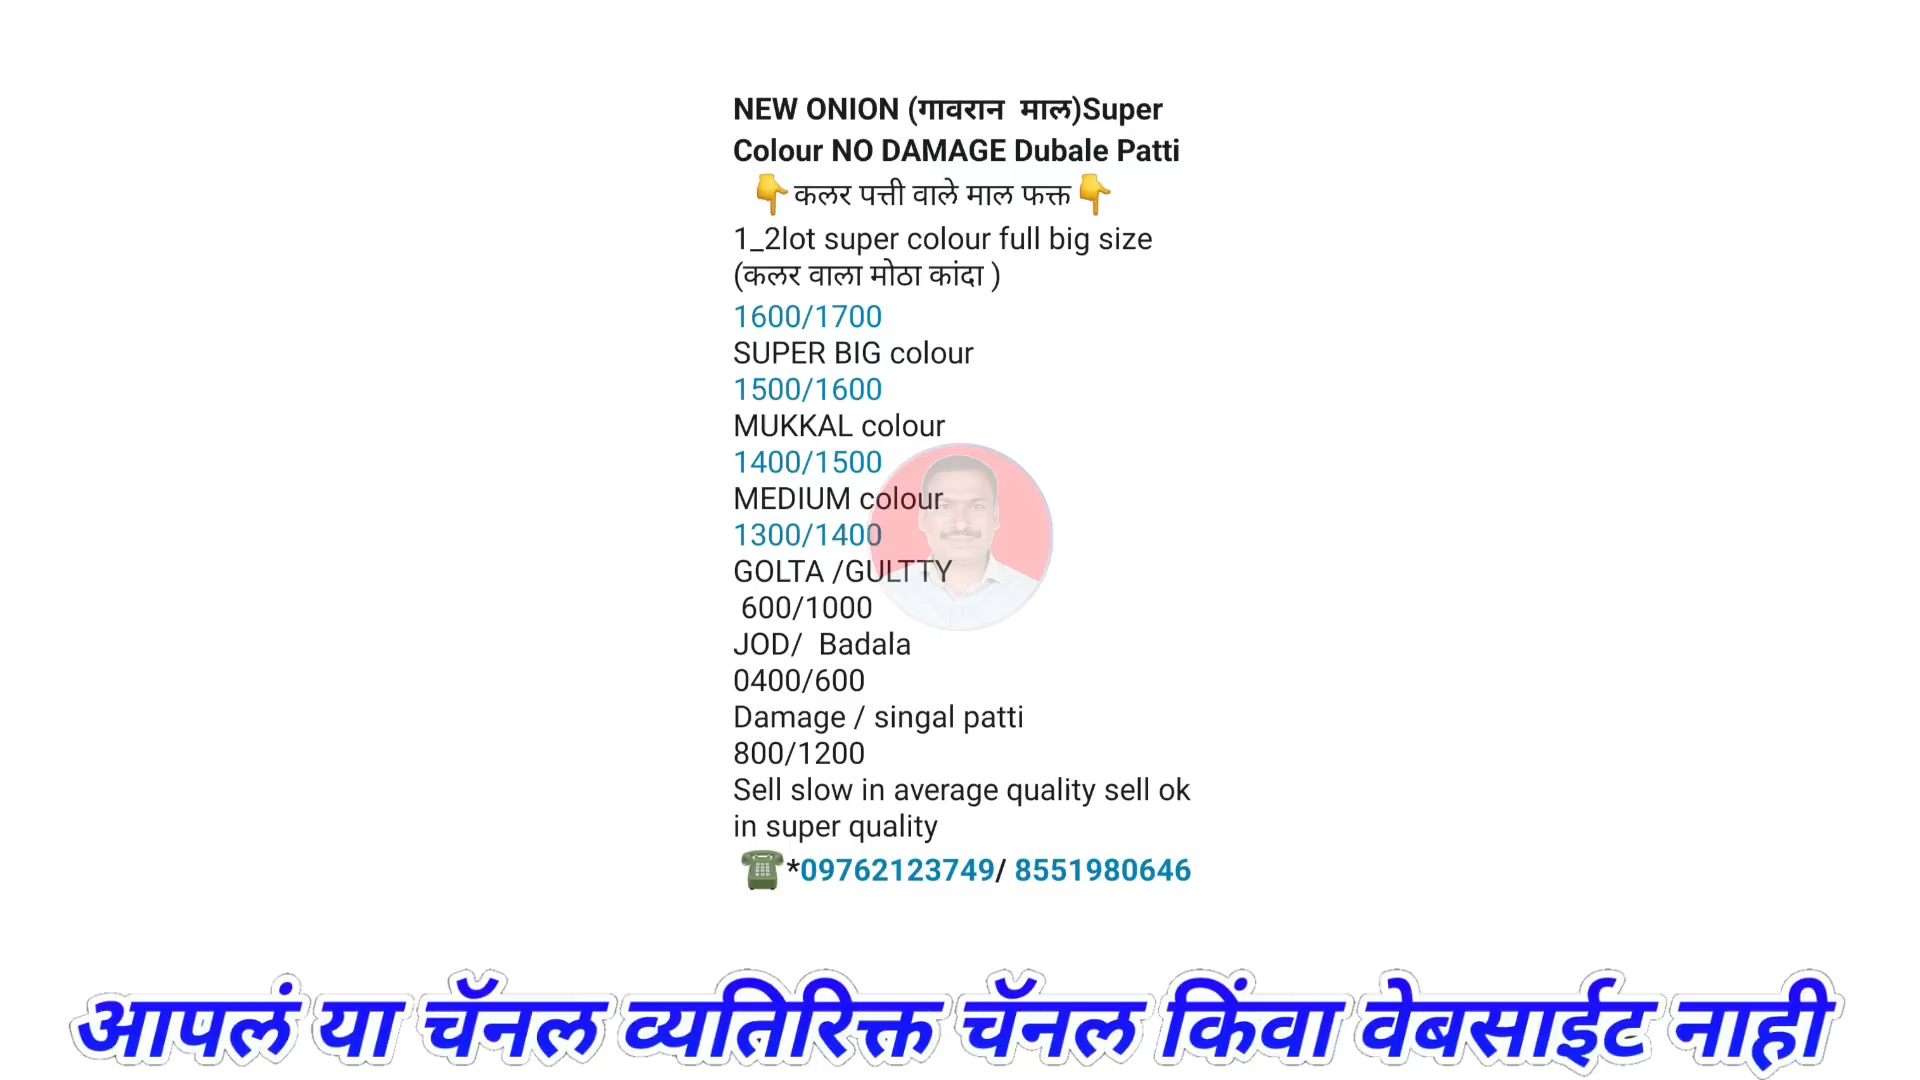 NEW ONION (गावरान माल)Super
Colour NO DAMAGE Dubale Patti
👇कलर पत्ती वाले माल फक्त👇
1_2lot super colour full big size
(कलर वाला मोठा कांदा )
1600/1700
SUPER BIG colour
1500/1600
MUKKAL colour
1400/1500
MEDIUM colour
1300/1400
GOLTA /GULTTY
600/1000
JOD/ Badala
0400/600
Damage / singal patti
800/1200
Sell slow in average quality sell ok
in super quality
☎*09762123749/ 8551980646
आपलं या चॅनल व्यतिरिक्त चॅनल किंवा वेबसाईट नाही